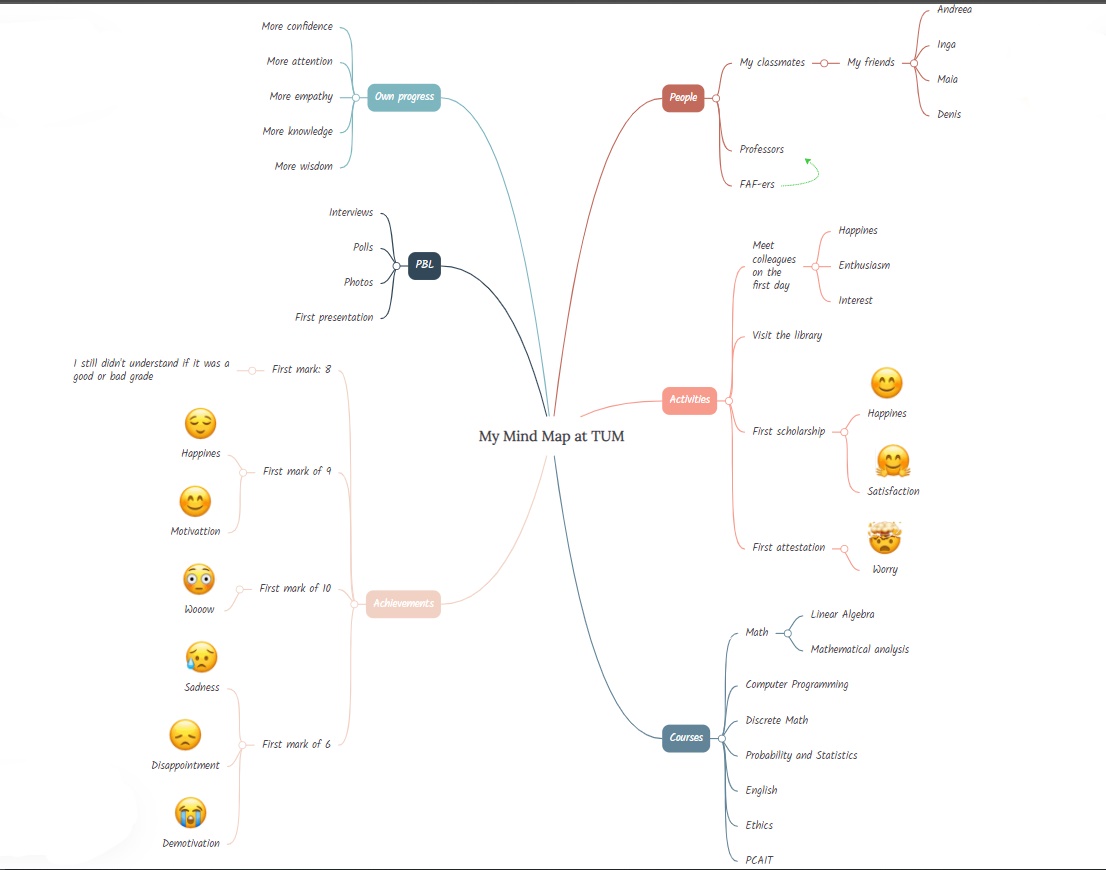 My Mind Map at TUM
Own progress
More confidence
More attention
More empathy
More knowledge
More wisdom
PBL
Interviews
Polls
Photos
First presentation
Achievements
First mark: 8
I still didn't understand if it was a
good or bad grade
First mark of 9
Happines
Motivattion
First mark of 10
Wooow
First mark of 6
Sadness
Disappointment
Demotivation
People
My classmates
My friends
Andreea
Inga
Maia
Denis
Professors
FAF-ers
Activities
Meet
colleagues
on the
first day
Happines
Enthusiasm
Interest
Visit the library
First scholarship
Happines
Satisfaction
First attestation
Worry
Courses
Math
Linear Algebra
Mathematical analysis
Computer Programming
Discrete Math
Probability and Statistics
English
Ethics
PCAIT